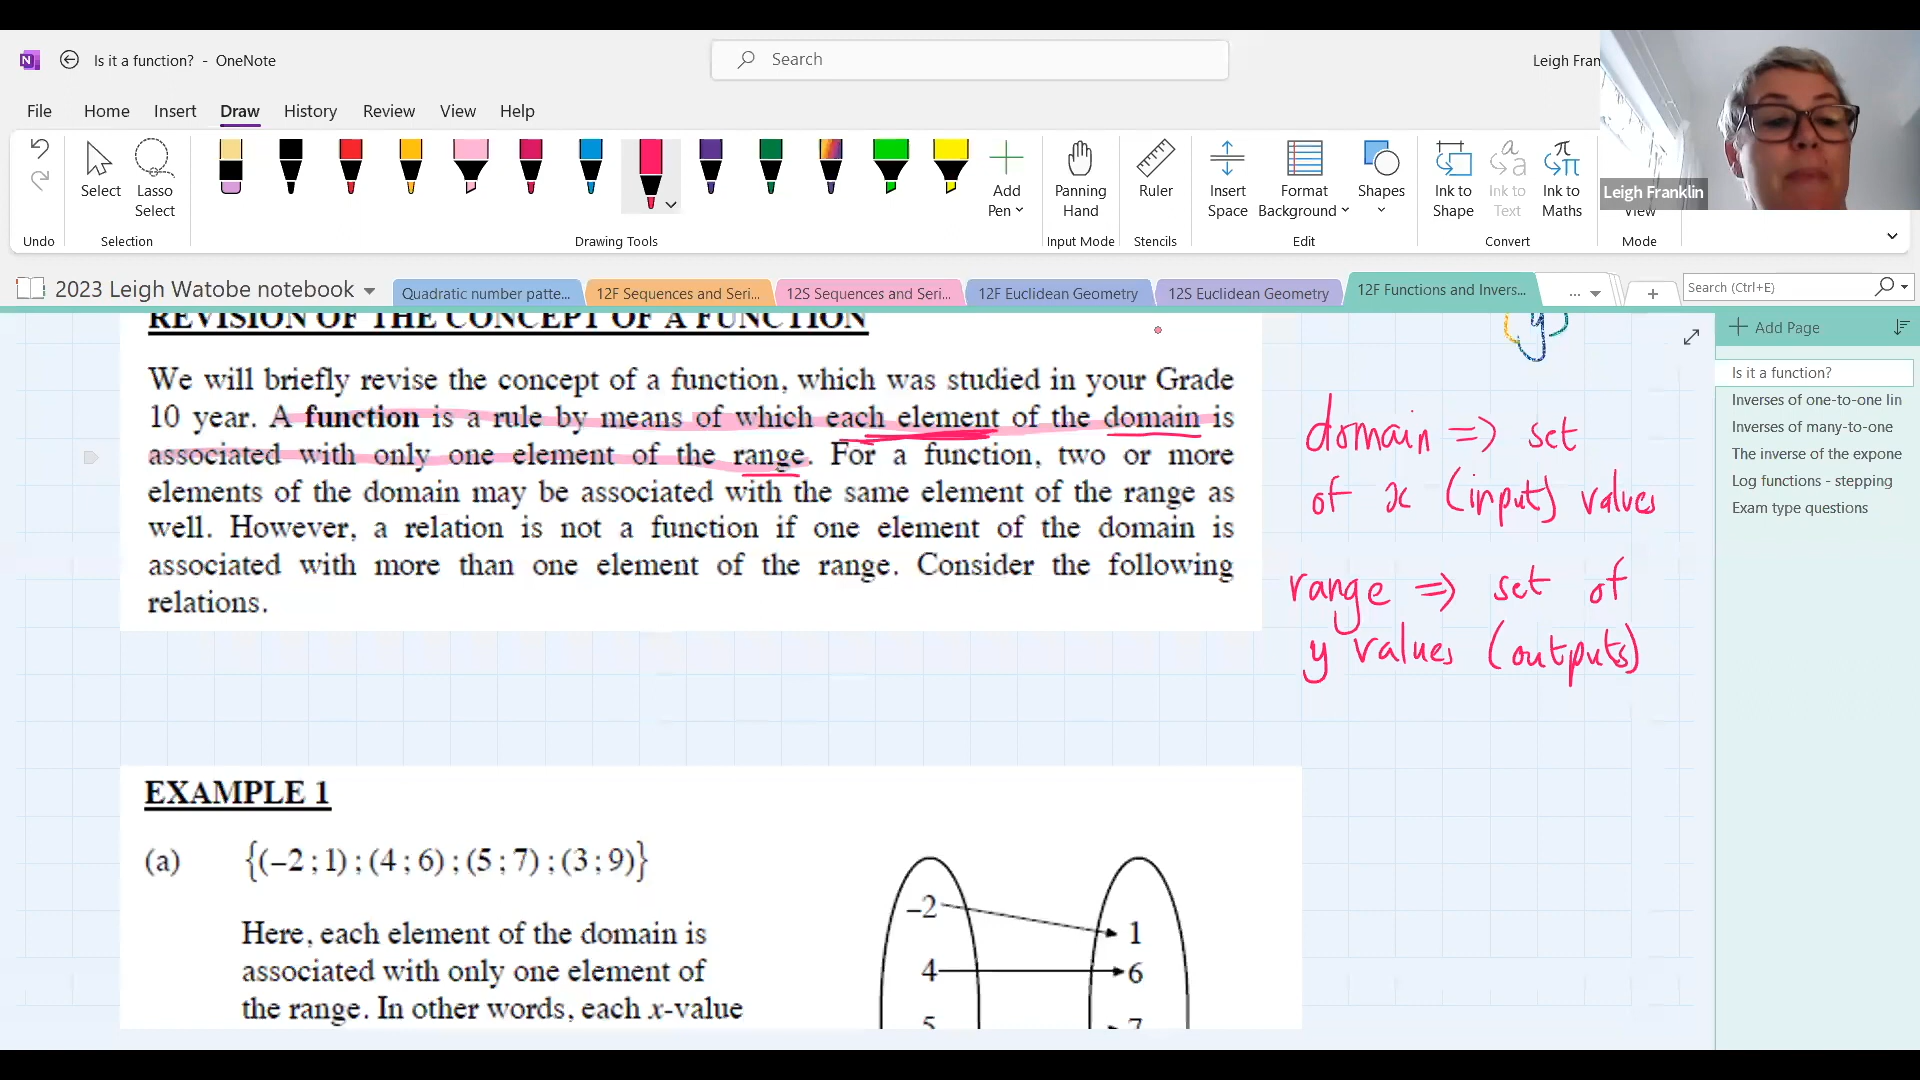 Is it a function? - OneNote
Search
Leigh Fran
File Home Insert Draw History Review View Help
Select
Lasso Select
Add Pen
Panning Hand
Ruler
Insert Space
Format Background
Shapes
Ink to Shape
Ink to Text
Ink to Maths
View
Leigh Franklin
Undo Selection Drawing Tools Input Mode Stencils Edit Convert Mode
2023 Leigh Watobe notebook
Quadratic number patte... 12F Sequences and Seri... 12S Sequences and Seri... 12F Euclidean Geometry 12S Euclidean Geometry 12F Functions and Invers... ...
Search (Ctrl+E)
Add Page
Is it a function?
Inverses of one-to-one lin
Inverses of many-to-one
The inverse of the expone
Log functions - stepping
Exam type questions
REVISION OF THE CONCEPT OF A FUNCTION
We will briefly revise the concept of a function, which was studied in your Grade
10 year. A function is a rule by means of which each element of the domain is
associated with only one element of the range. For a function, two or more
elements of the domain may be associated with the same element of the range as
well. However, a relation is not a function if one element of the domain is
associated with more than one element of the range. Consider the following
relations.
y
domain => set
of x (input) values
range => set of
y values (outputs)
EXAMPLE 1
(a) {(−2 ; 1) ; (4 ; 6) ; (5 ; 7) ; (3 ; 9)}
Here, each element of the domain is
associated with only one element of
the range. In other words, each x-value
−2 1
4 6
5 7